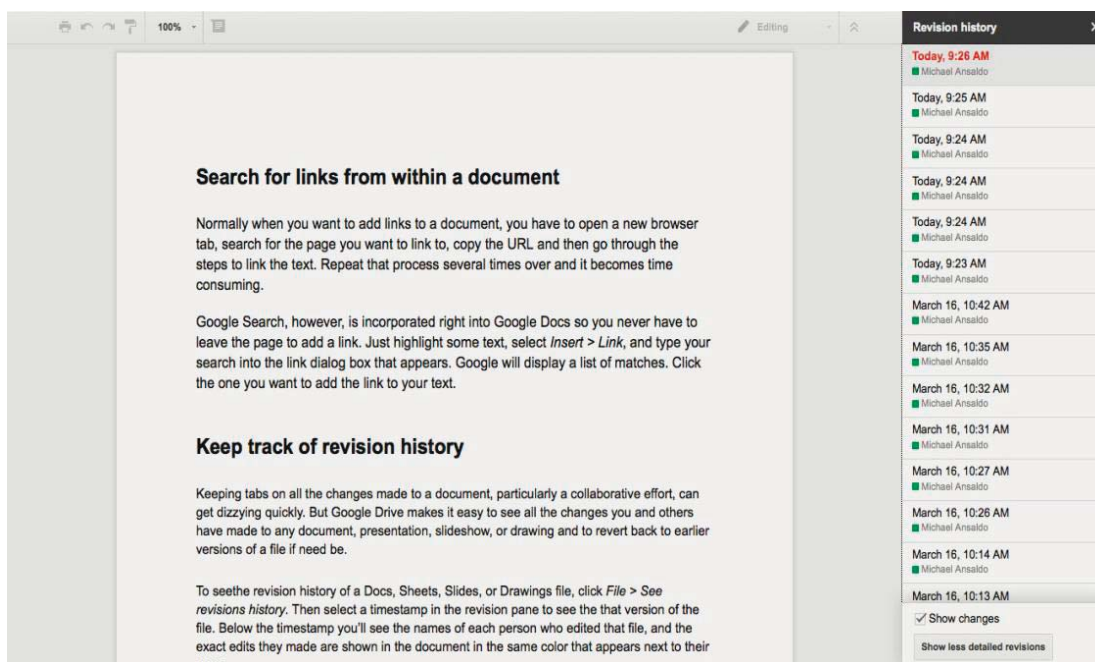 100%
Editing
Revision history
Search for links from within a document
Normally when you want to add links to a document, you have to open a new browser
tab, search for the page you want to link to, copy the URL and then go through the
steps to link the text. Repeat that process several times over and it becomes time
consuming.
Google Search, however, is incorporated right into Google Docs so you never have to
leave the page to add a link. Just highlight some text, select Insert > Link, and type your
search into the link dialog box that appears. Google will display a list of matches. Click
the one you want to add the link to your text.
Keep track of revision history
Keeping tabs on all the changes made to a document, particularly a collaborative effort, can
get dizzying quickly. But Google Drive makes it easy to see all the changes you and others
have made to any document, presentation, slideshow, or drawing and to revert back to earlier
versions of a file if need be.
To seethe revision history of a Docs, Sheets, Slides, or Drawings file, click File > See
revisions history. Then select a timestamp in the revision pane to see the that version of the
file. Below the timestamp you'll see the names of each person who edited that file, and the
exact edits they made are shown in the document in the same color that appears next to their
Today, 9:26 AM
Michael Ansaldo
Today, 9:25 AM
Michael Ansaldo
Today, 9:24 AM
Michael Ansaldo
Today, 9:24 AM
Michael Ansaldo
Today, 9:24 AM
Michael Ansaldo
Today, 9:23 AM
Michael Ansaldo
March 16, 10:42 AM
Michael Ansaldo
March 16, 10:35 AM
Michael Ansaldo
March 16, 10:32 AM
Michael Ansaldo
March 16, 10:31 AM
Michael Ansaldo
March 16, 10:27 AM
Michael Ansaldo
March 16, 10:26 AM
Michael Ansaldo
March 16, 10:14 AM
Michael Ansaldo
March 16, 10:13 AM
Show changes
Show less detailed revisions